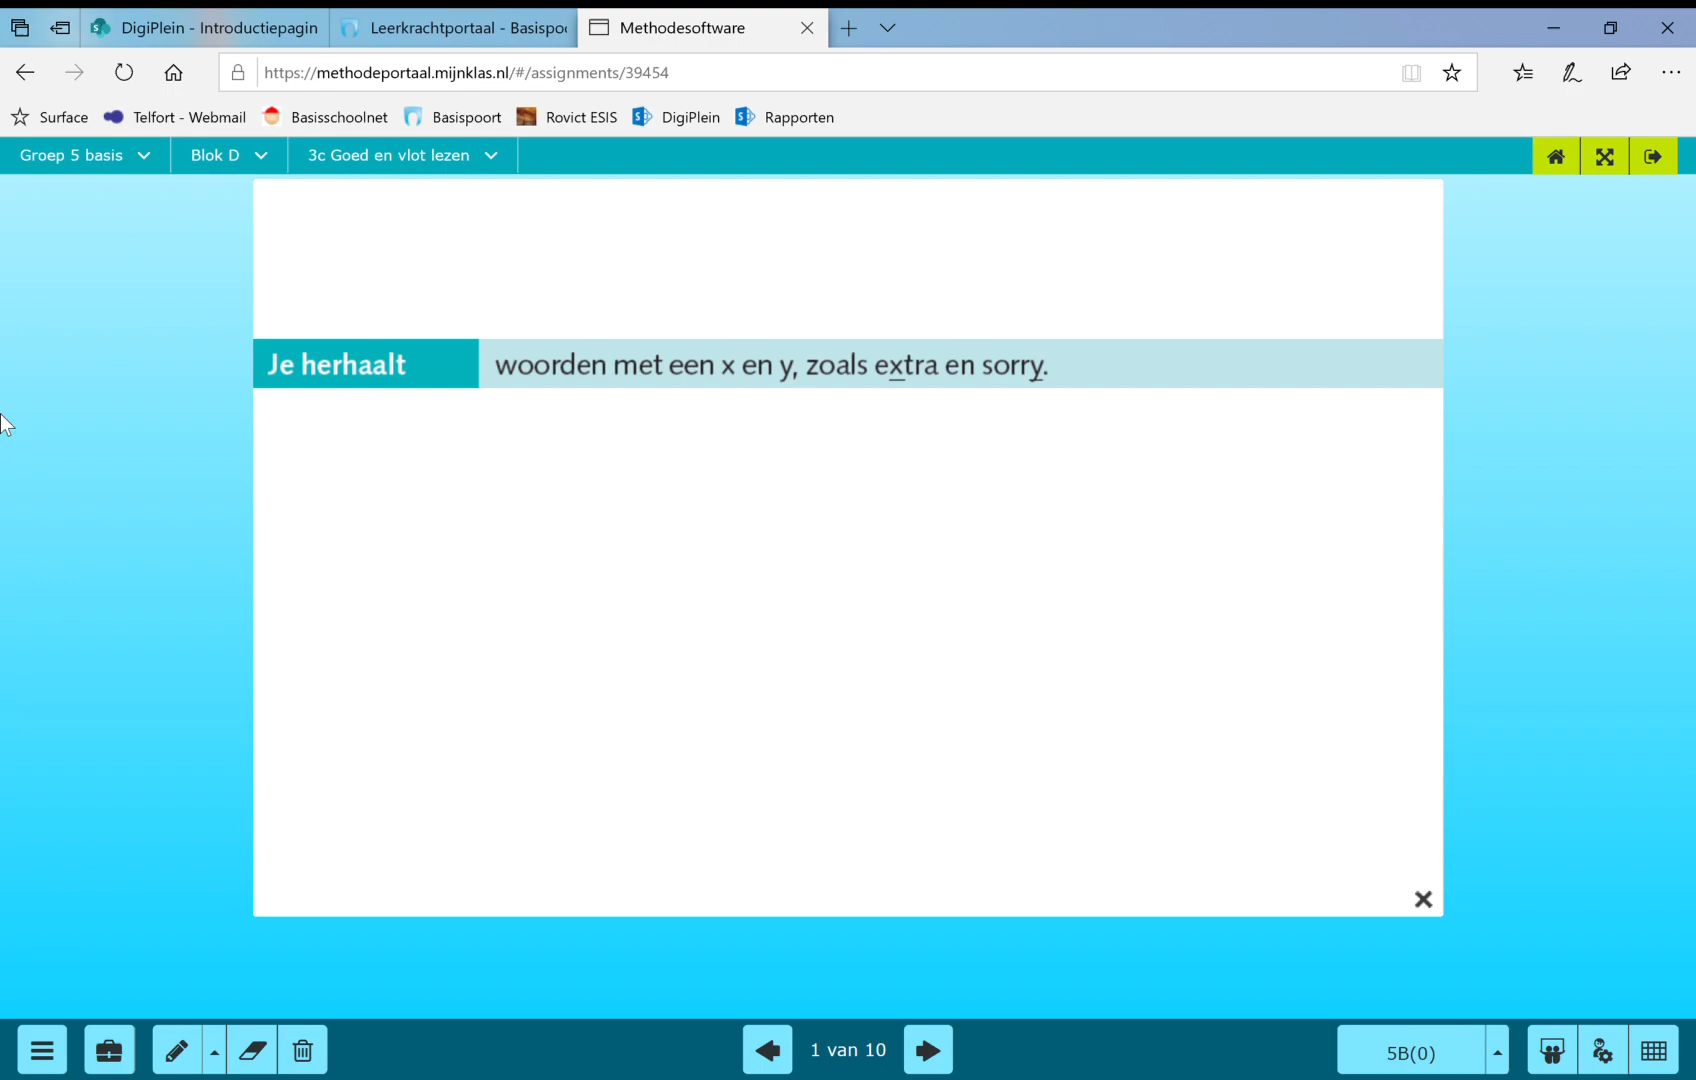 DigiPlein - Introductiepagin
Leerkrachtportaal - Basispoo
Methodesoftware
https://methodeportaal.mijnklas.nl/#/assignments/39454
Surface
Telfort - Webmail
Basisschoolnet
Basispoort
Rovict ESIS
DigiPlein
Rapporten
Groep 5 basis
Blok D
3c Goed en vlot lezen
Je herhaalt woorden met een x en y, zoals extra en sorry.
1 van 10
5B(0)